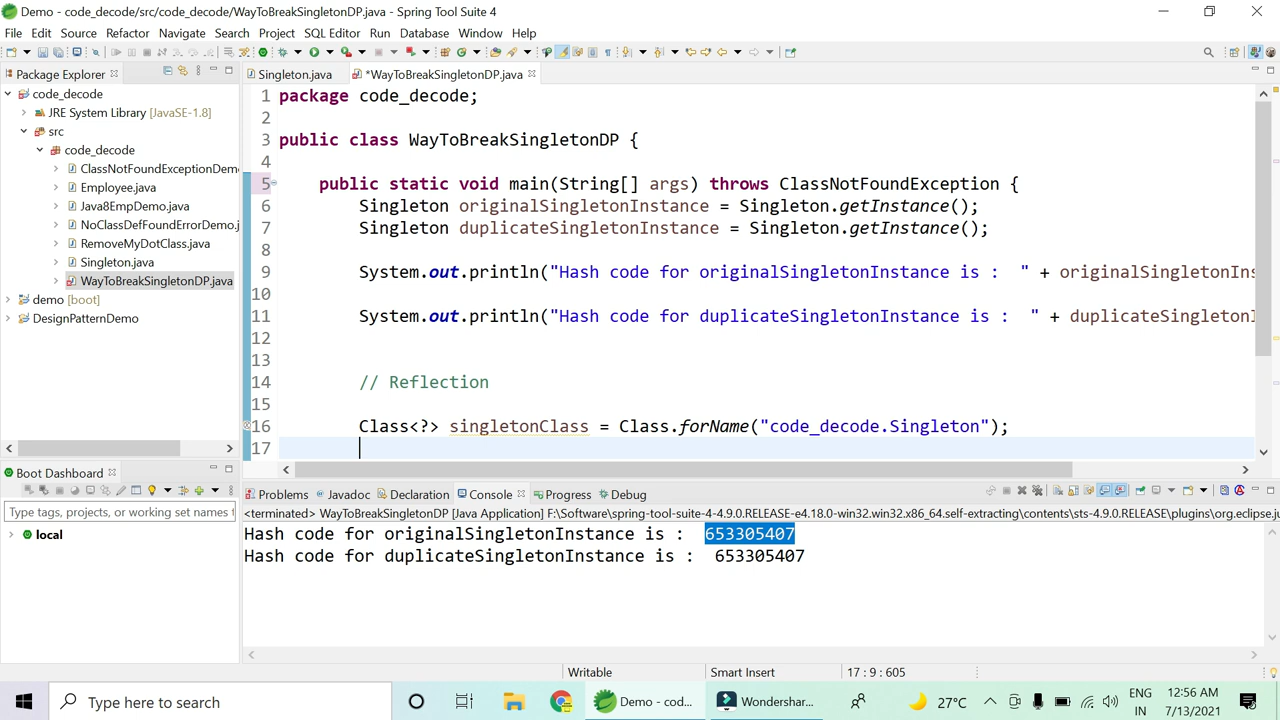 Demo - code_decode/src/code_decode/WayToBreakSingletonDP.java - Spring Tool Suite 4
File Edit Source Refactor Navigate Search Project SQL Editor Run Database Window Help
Package Explorer
Singleton.java
*WayToBreakSingletonDP.java
code_decode
JRE System Library [JavaSE-1.8]
src
code_decode
ClassNotFoundExceptionDem
Employee.java
Java8EmpDemo.java
NoClassDefFoundErrorDemo.j
RemoveMyDotClass.java
Singleton.java
WayToBreakSingletonDP.java
demo [boot]
DesignPatternDemo
1 package code_decode;
2
3 public class WayToBreakSingletonDP {
4
5 public static void main(String[] args) throws ClassNotFoundException {
6 Singleton originalSingletonInstance = Singleton.getInstance();
7 Singleton duplicateSingletonInstance = Singleton.getInstance();
8
9 System.out.println("Hash code for originalSingletonInstance is :  " + originalSingletonIns
10
11 System.out.println("Hash code for duplicateSingletonInstance is :  " + duplicateSingletonI
12
13
14 // Reflection
15
16 Class<?> singletonClass = Class.forName("code_decode.Singleton");
17
Boot Dashboard
Type tags, projects, or working set names t
local
Problems Javadoc Declaration Console Progress Debug
<terminated> WayToBreakSingletonDP [Java Application] F:\Software\spring-tool-suite-4-4.9.0.RELEASE-e4.18.0-win32.win32.x86_64.self-extracting\contents\sts-4.9.0.RELEASE\plugins\org.eclipse.ju
Hash code for originalSingletonInstance is :  653305407
Hash code for duplicateSingletonInstance is :  653305407
Writable
Smart Insert
17 : 9 : 605
Type here to search
Demo - cod...
Wondershar...
27°C
ENG
IN
12:56 AM
7/13/2021